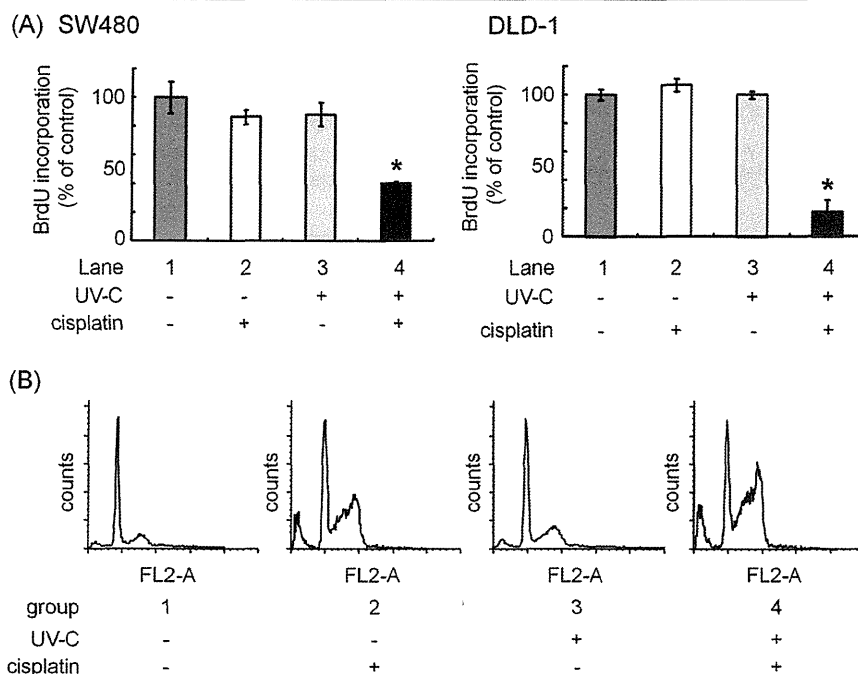 (A) SW480
DLD-1
BrdU incorporation
(% of control)
100
50
0
*
Lane 1 2 3 4
UV-C - - + +
cisplatin - + - +
BrdU incorporation
(% of control)
100
50
0
*
Lane 1 2 3 4
UV-C - - + +
cisplatin - + - +
(B)
counts
counts
counts
counts
FL2-A FL2-A FL2-A FL2-A
group 1 2 3 4
UV-C - - + +
cisplatin - + - +